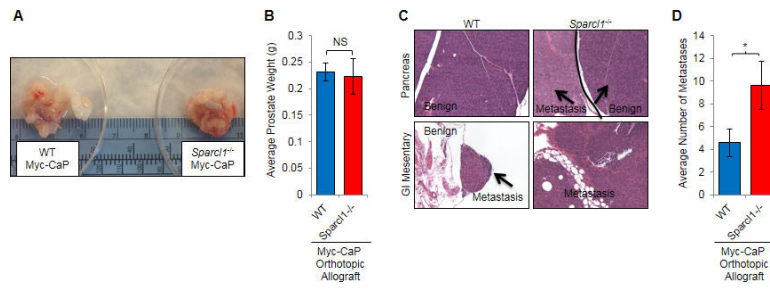 A
WT
Myc-CaP
Sparcl1-/-
Myc-CaP
B
Average Prostate Weight (g)
0.3
0.25
0.2
0.15
0.1
0.05
0
NS
WT
Sparcl1-/-
Myc-CaP
Orthotopic
Allograft
C
WT
Sparcl1-/-
Pancreas
Benign
Metastasis
Benign
GI Mesentary
Benign
Metastasis
Metastasis
D
Average Number of Metastases
14
12
10
8
6
4
2
0
*
WT
Sparcl1-/-
Myc-CaP
Orthotopic
Allograft